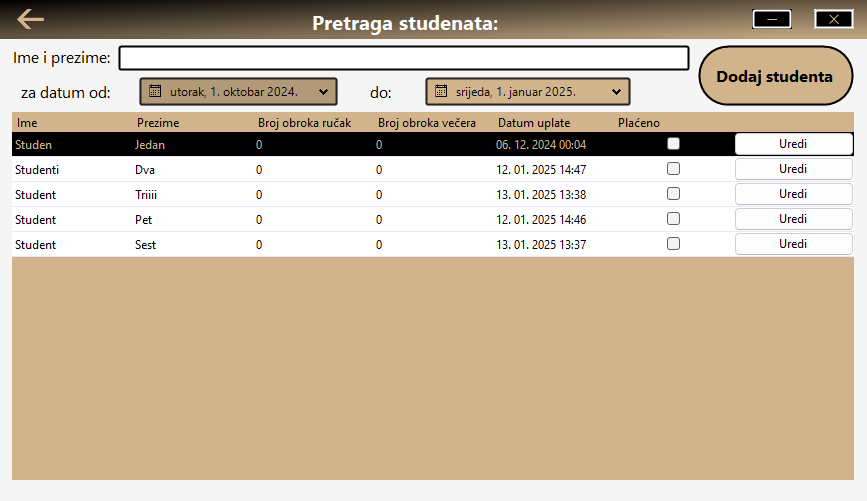 Pretraga studenata:
Ime i prezime:
Dodaj studenta
za datum od: utorak, 1. oktobar 2024. do: srijeda, 1. januar 2025.
Ime Prezime Broj obroka ručak Broj obroka večera Datum uplate Plaćeno
Studen Jedan 0 0 06. 12. 2024 00:04 Uredi
Studenti Dva 0 0 12. 01. 2025 14:47 Uredi
Student Triiii 0 0 13. 01. 2025 13:38 Uredi
Student Pet 0 0 12. 01. 2025 14:46 Uredi
Student Sest 0 0 13. 01. 2025 13:37 Uredi